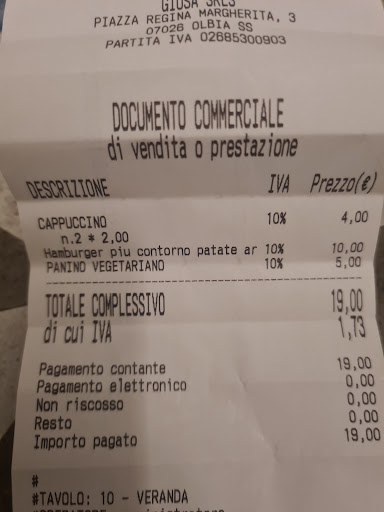 GIUSA SRLS
PIAZZA REGINA MARGHERITA, 3
07026 OLBIA SS
PARTITA IVA 02685300903
DOCUMENTO COMMERCIALE
di vendita o prestazione
DESCRIZIONE IVA Prezzo(€)
CAPPUCCINO 10% 4,00
n.2 * 2,00
Hamburger piu contorno patate ar 10% 10,00
PANINO VEGETARIANO 10% 5,00
TOTALE COMPLESSIVO 19,00
di cui IVA 1,73
Pagamento contante 19,00
Pagamento elettronico 0,00
Non riscosso 0,00
Resto 0,00
Importo pagato 19,00
#
#TAVOLO: 10 - VERANDA